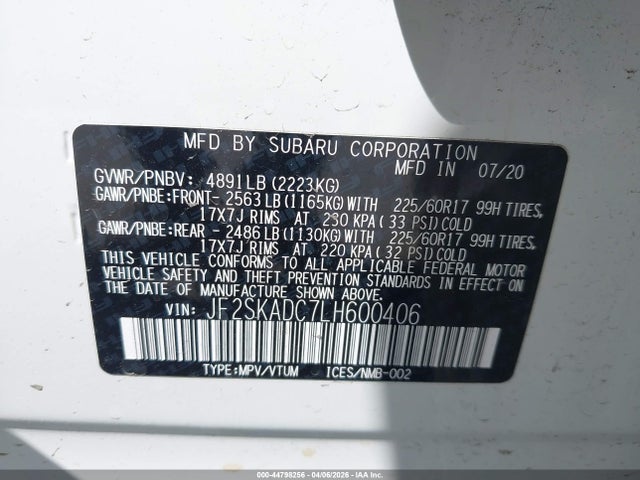 MFD BY SUBARU CORPORATION
MFD IN 07/20
GVWR/PNBV: 4891LB(2223KG)
GAWR/PNBE:FRONT- 2563LB(1165KG)WITH 225/60R17 99H TIRES,
17X7J RIMS AT 230 KPA(33 PSI)COLD
GAWR/PNBE:REAR - 2486LB(1130KG)WITH 225/60R17 99H TIRES,
17X7J RIMS AT 220 KPA(32 PSI)COLD
THIS VEHICLE CONFORMS TO ALL APPLICABLE FEDERAL MOTOR
VEHICLE SAFETY AND THEFT PREVENTION STANDARDS IN EFFECT ON
THE DATE OF MANUFACTURE SHOWN ABOVE.
VIN: JF2SKADC7LH600406
TYPE:MPV/VTUM ICES/NMB-002
000-44798256 - 04/06/2026 - IAA Inc.